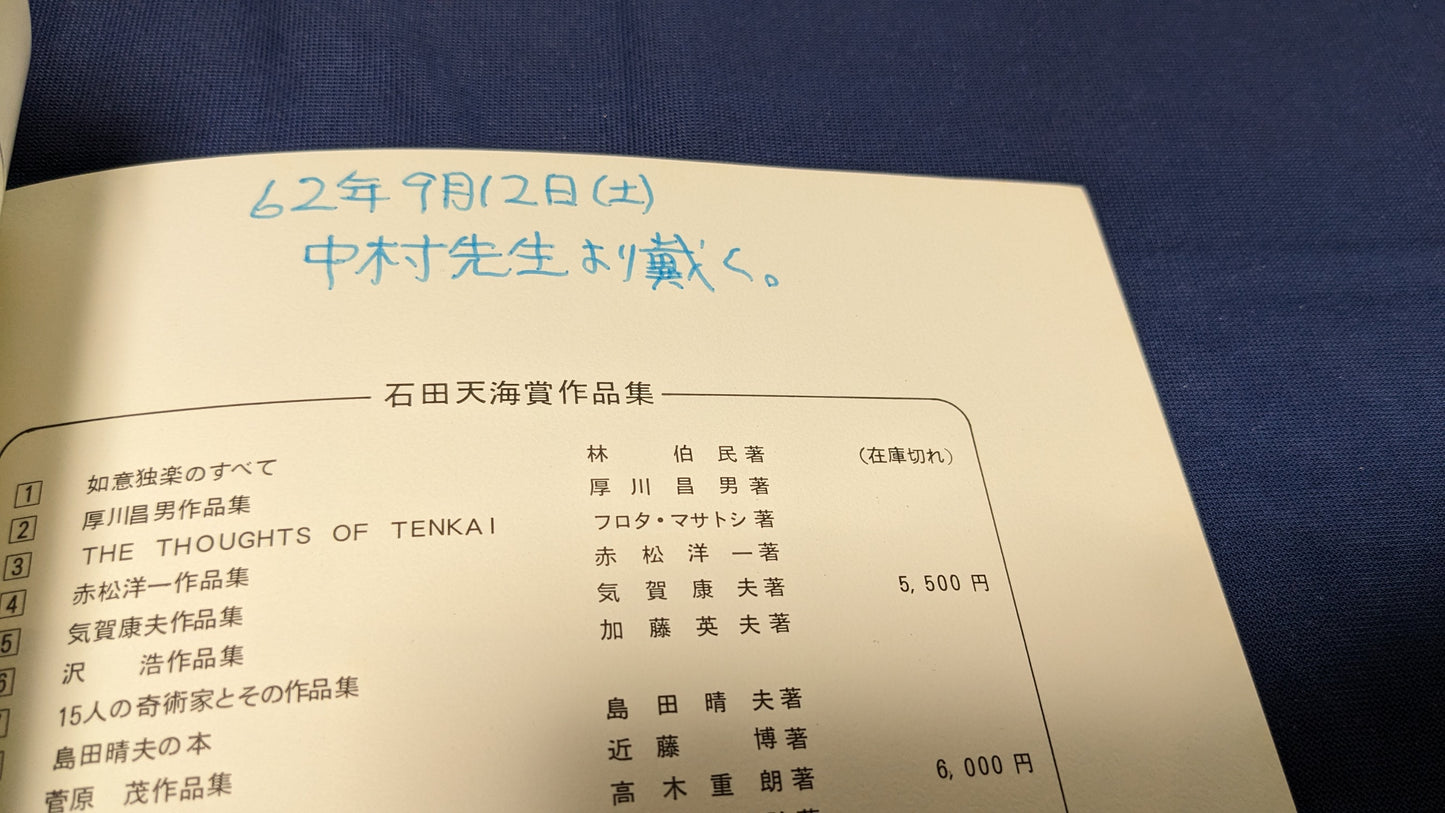 62年9月12日(土)
中村先生より戴く。
石田天海賞作品集
1 如意独楽のすべて 林 伯民著 (在庫切れ)
2 厚川昌男作品集 厚川昌男著
3 THE THOUGHTS OF TENKAI フロタ・マサトシ著
4 赤松洋一作品集 赤松洋一著
5 気賀康夫作品集 気賀康夫著 5,500円
6 沢 浩作品集 加藤英夫著
15人の奇術家とその作品集
島田晴夫の本 島田晴夫著
菅原 茂作品集 近藤 博著
高木重朗著 6,000円